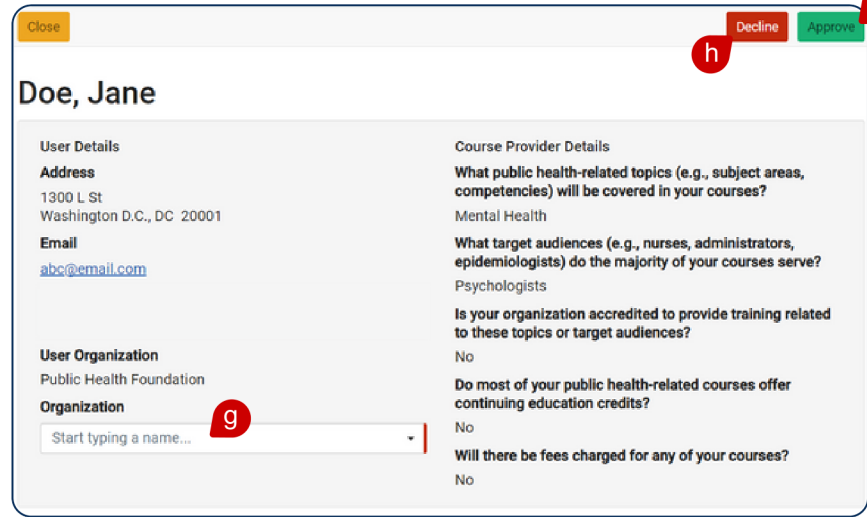 Close
Decline
Approve
h
Doe, Jane
User Details
Address
1300 L St
Washington D.C., DC 20001
Email
abc@email.com
User Organization
Public Health Foundation
Organization
Start typing a name...
g
Course Provider Details
What public health-related topics (e.g., subject areas,
competencies) will be covered in your courses?
Mental Health
What target audiences (e.g., nurses, administrators,
epidemiologists) do the majority of your courses serve?
Psychologists
Is your organization accredited to provide training related
to these topics or target audiences?
No
Do most of your public health-related courses offer
continuing education credits?
No
Will there be fees charged for any of your courses?
No